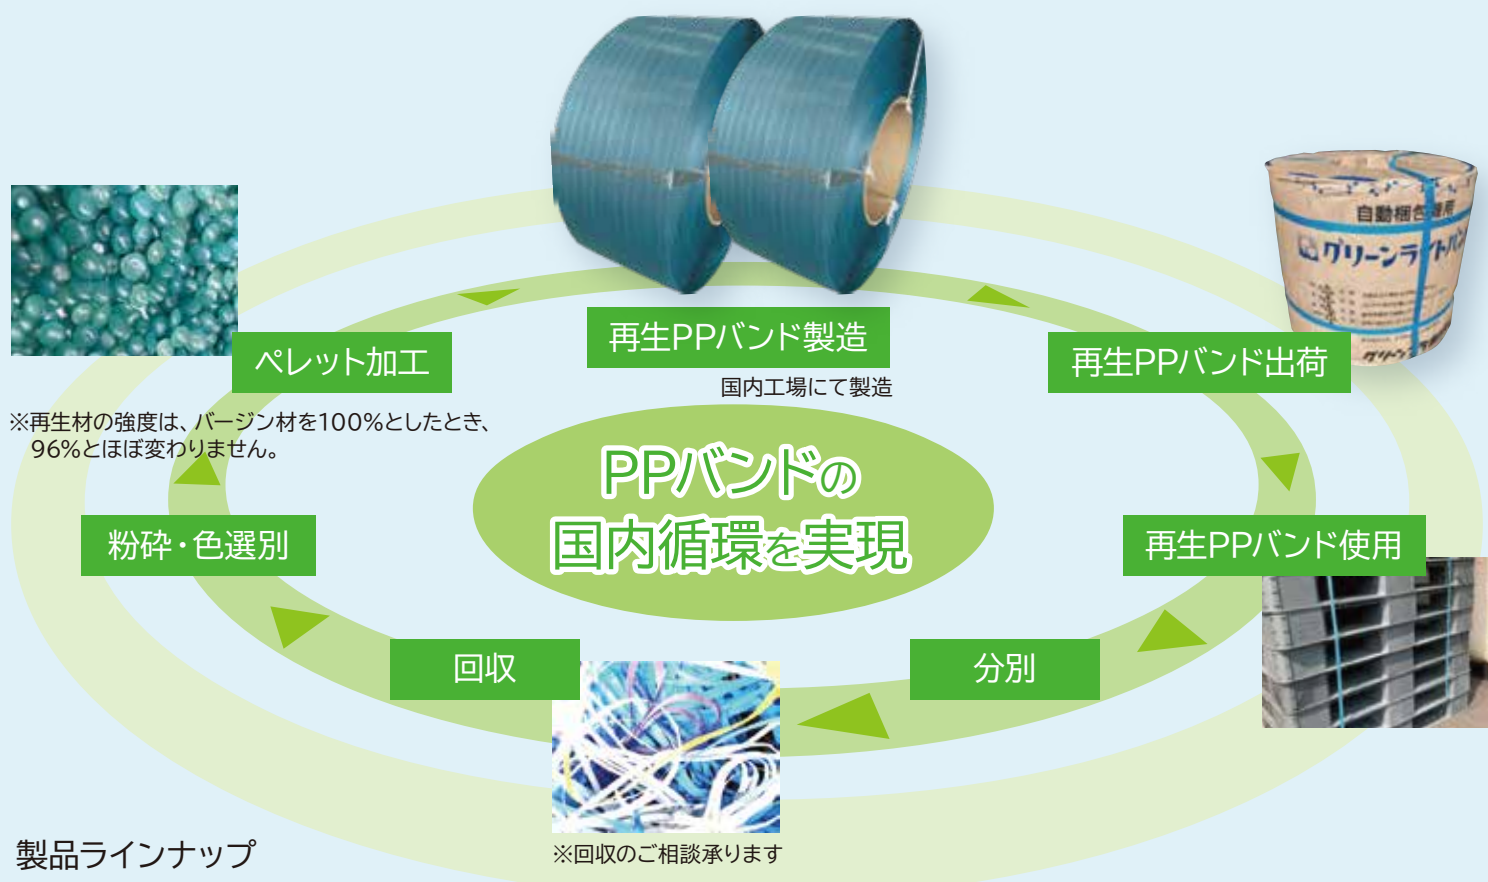 自動梱包機用
グリーンライトバンド
再生PPバンド製造
国内工場にて製造
ペレット加工
※再生材の強度は、バージン材を100%としたとき、
96%とほぼ変わりません。
再生PPバンド出荷
PPバンドの
国内循環を実現
粉砕・色選別
再生PPバンド使用
回収
分別
※回収のご相談承ります
製品ラインナップ